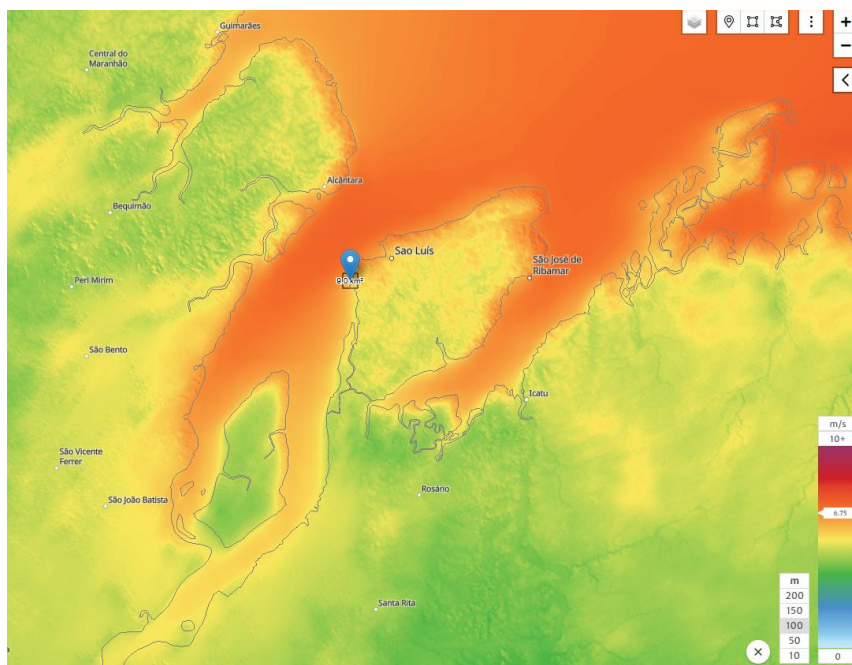 Guimarães
Central do
Maranhão
Alcântara
Bequimão
Sao Luís
São José de
Ribamar
Peri Mirim
São Bento
Icatu
São Vicente
Ferrer
São João Batista
Rosário
Santa Rita
m/s
10+
6.75
0
m
200
150
100
50
10